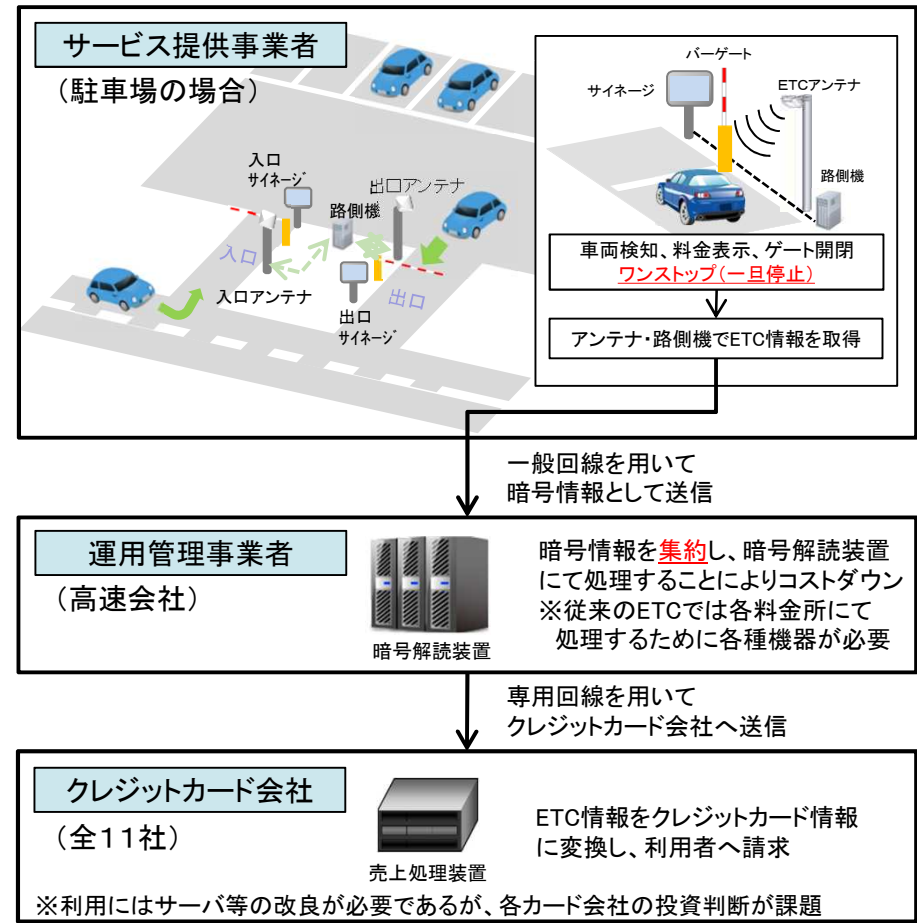 サービス提供事業者
（駐車場の場合）
入口
サイネージ
出口アンテナ
路側機
入口
入口アンテナ
出口
出口
サイネージ
バーゲート
サイネージ
ETCアンテナ
路側機
車両検知、料金表示、ゲート開閉
ワンストップ（一旦停止）
アンテナ・路側機でETC情報を取得
一般回線を用いて
暗号情報として送信
運用管理事業者
（高速会社）
暗号解読装置
暗号情報を集約し、暗号解読装置
にて処理することによりコストダウン
※従来のETCでは各料金所にて
処理するために各種機器が必要
専用回線を用いて
クレジットカード会社へ送信
クレジットカード会社
（全11社）
売上処理装置
ETC情報をクレジットカード情報
に変換し、利用者へ請求
※利用にはサーバ等の改良が必要であるが、各カード会社の投資判断が課題